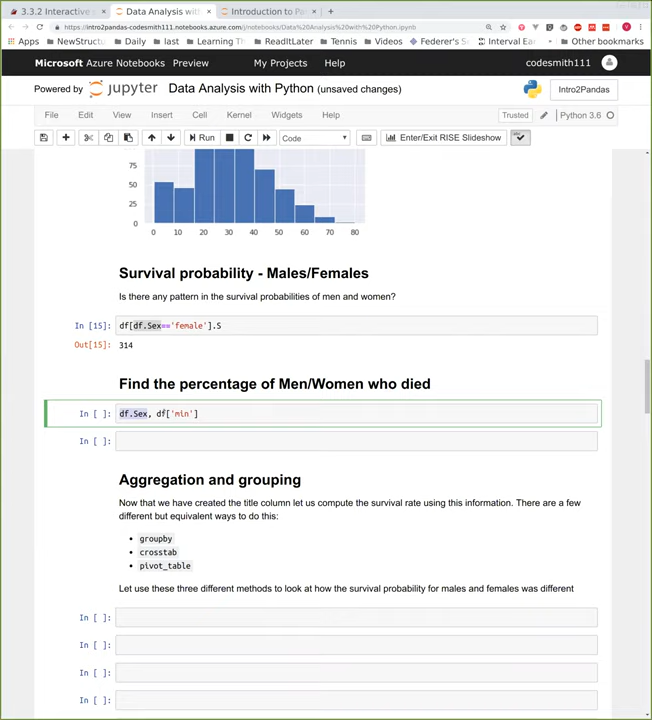 3.3.2 Interactive
Data Analysis with
Introduction to Pa
https://intro2pandas-codesmith111.notebooks.azure.com/j/notebooks/Data%20Analysis%20with%20Python.ipynb
Apps
NewStructu
Daily
last
Learning Th
ReadItLater
Tennis
Videos
Federer's S
Interval Ea
Other bookmarks
Microsoft Azure Notebooks Preview My Projects Help codesmith111
Powered by jupyter Data Analysis with Python (unsaved changes) Intro2Pandas
File Edit View Insert Cell Kernel Widgets Help Trusted Python 3.6
Run Code Enter/Exit RISE Slideshow
75
50
25
0
0 10 20 30 40 50 60 70 80
Survival probability - Males/Females
Is there any pattern in the survival probabilities of men and women?
In [15]: df[df.Sex=='female'].S
Out[15]: 314
Find the percentage of Men/Women who died
In [ ]: df.Sex, df['min']
In [ ]:
Aggregation and grouping
Now that we have created the title column let us compute the survival rate using this information. There are a few
different but equivalent ways to do this:
• groupby
• crosstab
• pivot_table
Let use these three different methods to look at how the survival probability for males and females was different
In [ ]:
In [ ]:
In [ ]:
In [ ]: